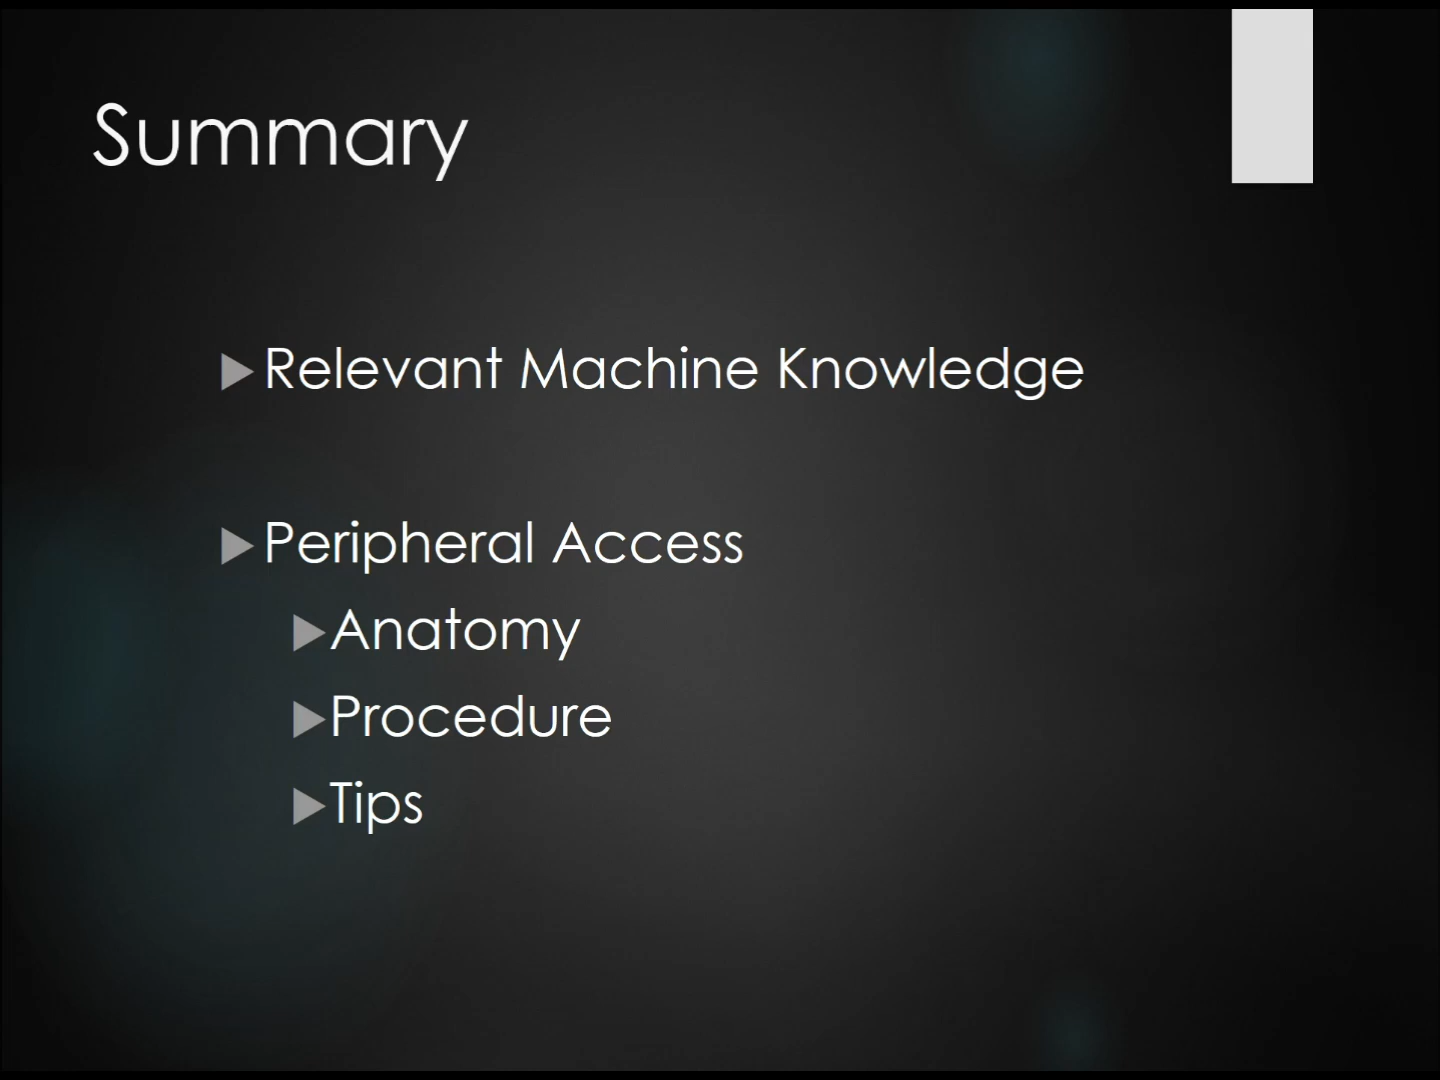 Summary
Relevant Machine Knowledge
Peripheral Access
Anatomy
Procedure
Tips